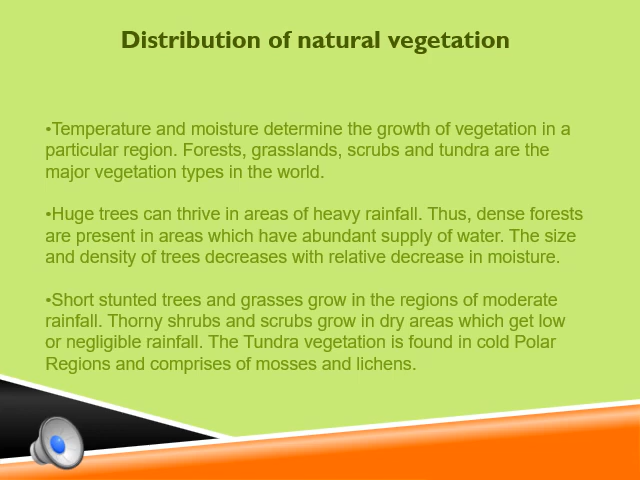 Distribution of natural vegetation
•Temperature and moisture determine the growth of vegetation in a
particular region. Forests, grasslands, scrubs and tundra are the
major vegetation types in the world.
•Huge trees can thrive in areas of heavy rainfall. Thus, dense forests
are present in areas which have abundant supply of water. The size
and density of trees decreases with relative decrease in moisture.
•Short stunted trees and grasses grow in the regions of moderate
rainfall. Thorny shrubs and scrubs grow in dry areas which get low
or negligible rainfall. The Tundra vegetation is found in cold Polar
Regions and comprises of mosses and lichens.